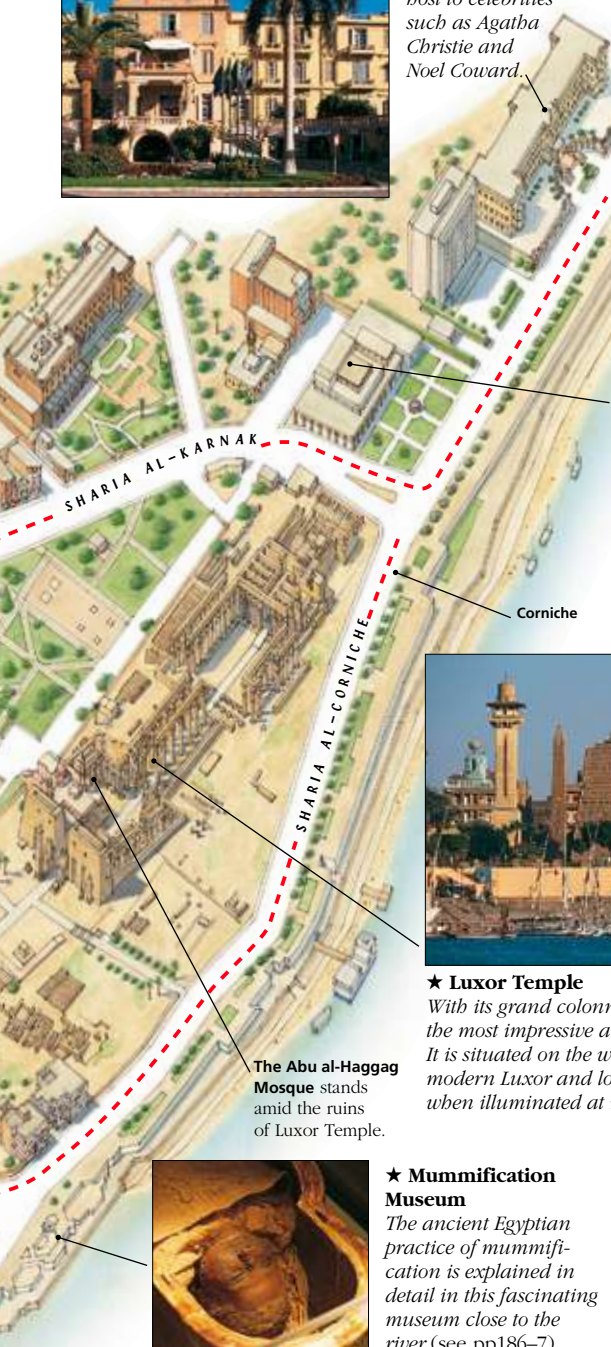 host to celebrities
such as Agatha
Christie and
Noel Coward.
SHARIA AL-KARNAK
Corniche
SHARIA AL-CORNICHE
★ Luxor Temple
With its grand
the most impressive
It is situated on the
modern Luxor and
when illuminated at
The Abu al-Haggag
Mosque stands
amid the ruins
of Luxor Temple.
★ Mummification
Museum
The ancient Egyptian
practice of mummifi-
cation is explained in
detail in this fascinating
museum close to the
river (see pp186–7)